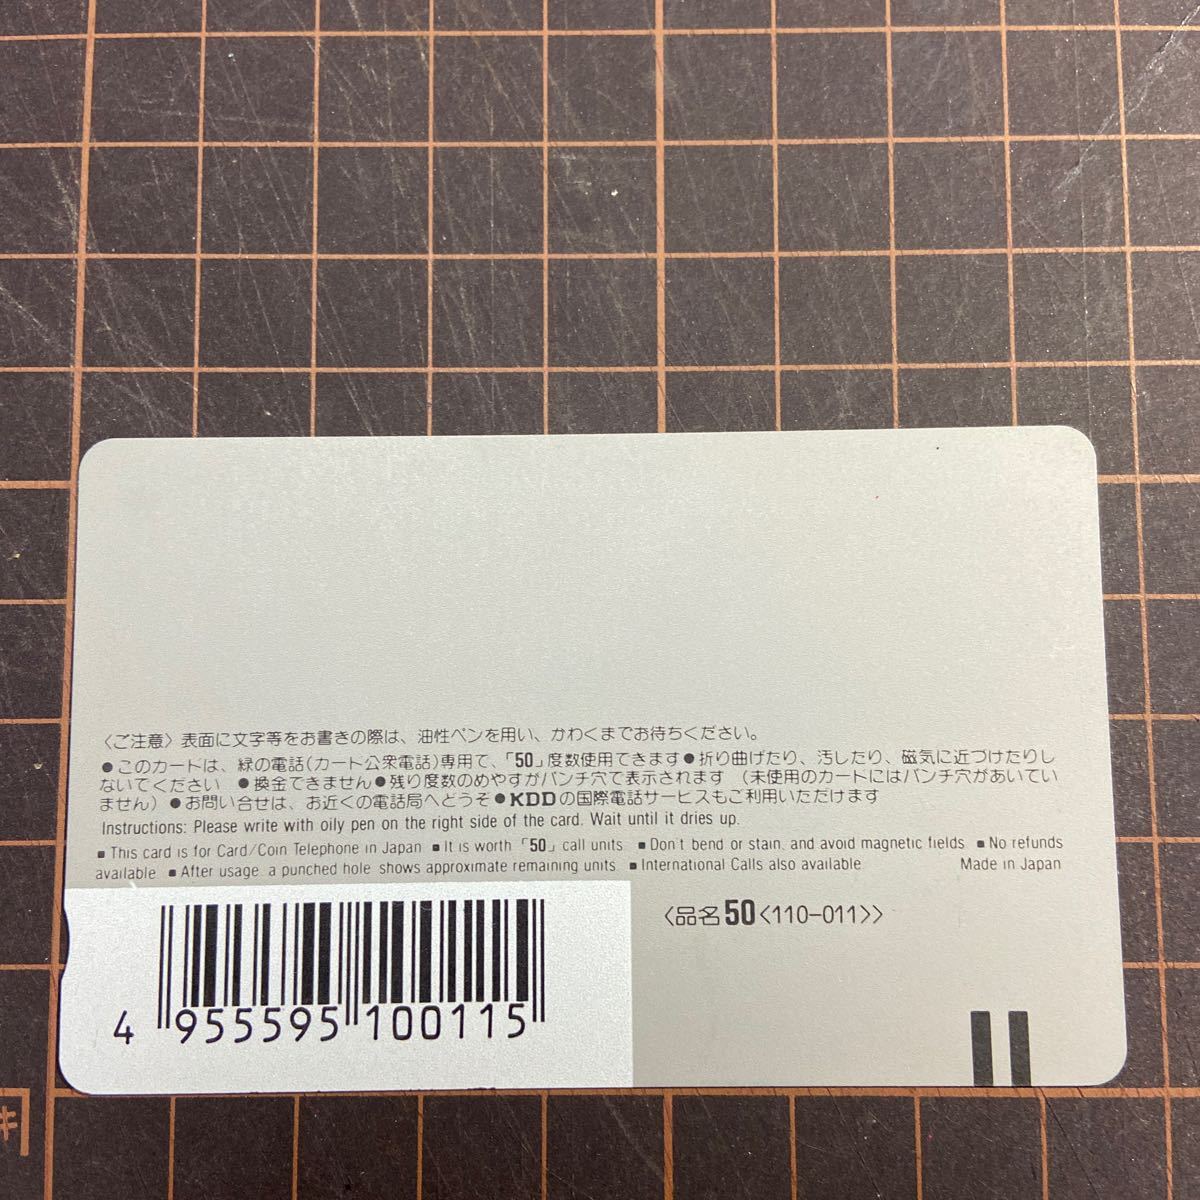 〈ご注意〉表面に文字等をお書きの際は、油性ペンを用い、かわくまでお待ちください。
●このカードは、緑の電話(カード公衆電話)専用で、「50」度数使用できます●折り曲げたり、汚したり、磁気に近づけたりし
ないでください ●換金できません●残り度数のめやすがパンチ穴で表示されます (未使用のカードにはパンチ穴があいてい
ません) ●お問い合せは、お近くの電話局へどうぞ●KDDの国際電話サービスもご利用いただけます
Instructions: Please write with oily pen on the right side of the card. Wait until it dries up.
■This card is for Card/Coin Telephone in Japan ■It is worth 「50」 call units ■Don't bend or stain, and avoid magnetic fields ■No refunds
available ■After usage, a punched hole shows approximate remaining units ■International Calls also available Made in Japan
〈品名50〈110-011〉〉
4 955595 100115